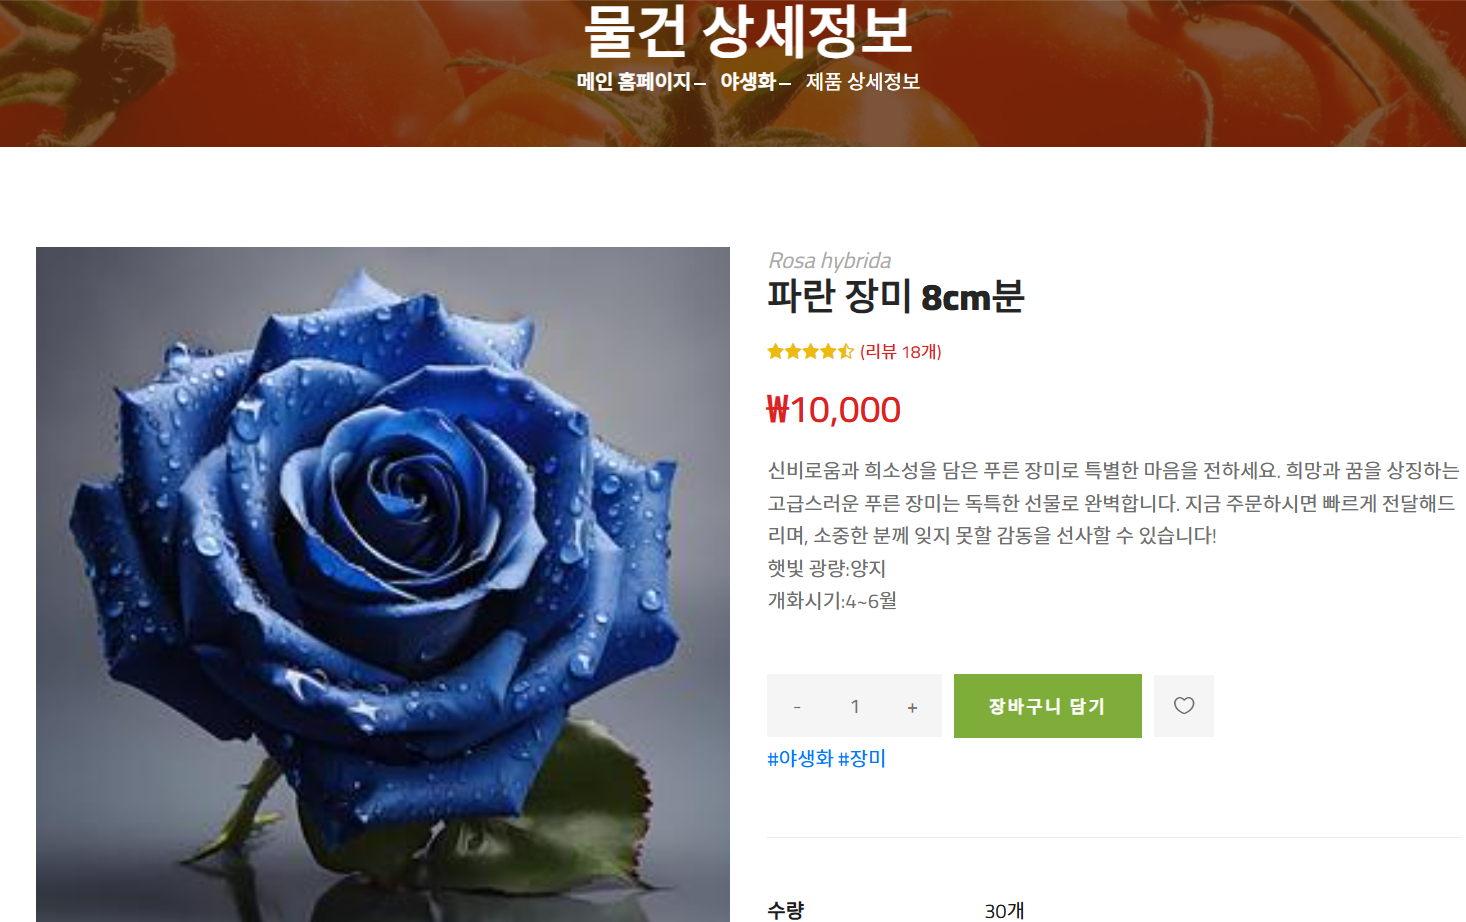 물건 상세정보
메인 홈페이지– 야생화– 제품 상세정보
Rosa hybrida
파란 장미 8cm분
(리뷰 18개)
₩10,000
신비로움과 희소성을 담은 푸른 장미로 특별한 마음을 전하세요. 희망과 꿈을 상징하는
고급스러운 푸른 장미는 독특한 선물로 완벽합니다. 지금 주문하시면 빠르게 전달해드
리며, 소중한 분께 잊지 못할 감동을 선사할 수 있습니다!
햇빛 광량:양지
개화시기:4~6월
- 1 + 장바구니 담기
#야생화 #장미
수량 30개